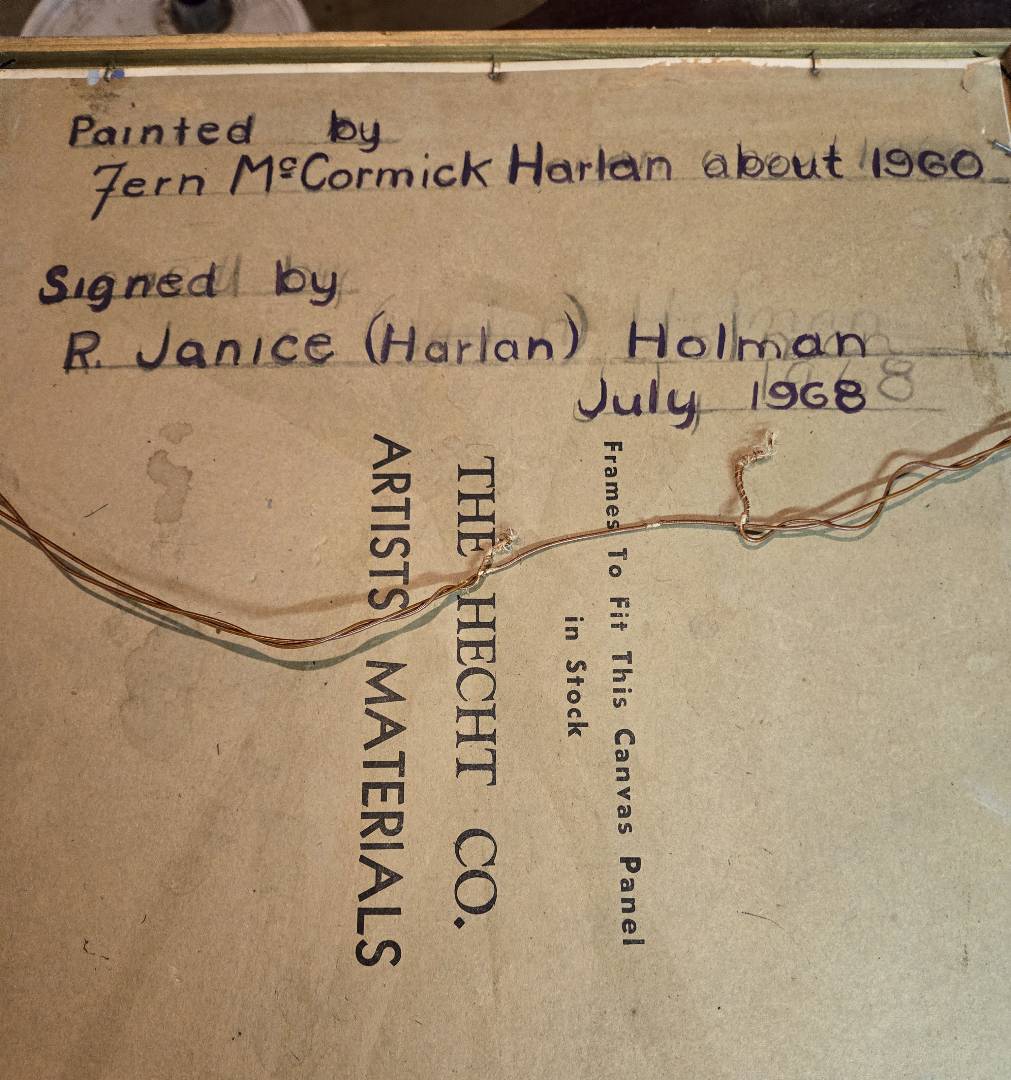 Painted by
Fern McCormick Harlan about 1960
Signed by
R. Janice (Harlan) Holman
July 1968
Frames To Fit This Canvas Panel
in Stock
THE HECHT CO.
ARTISTS MATERIALS